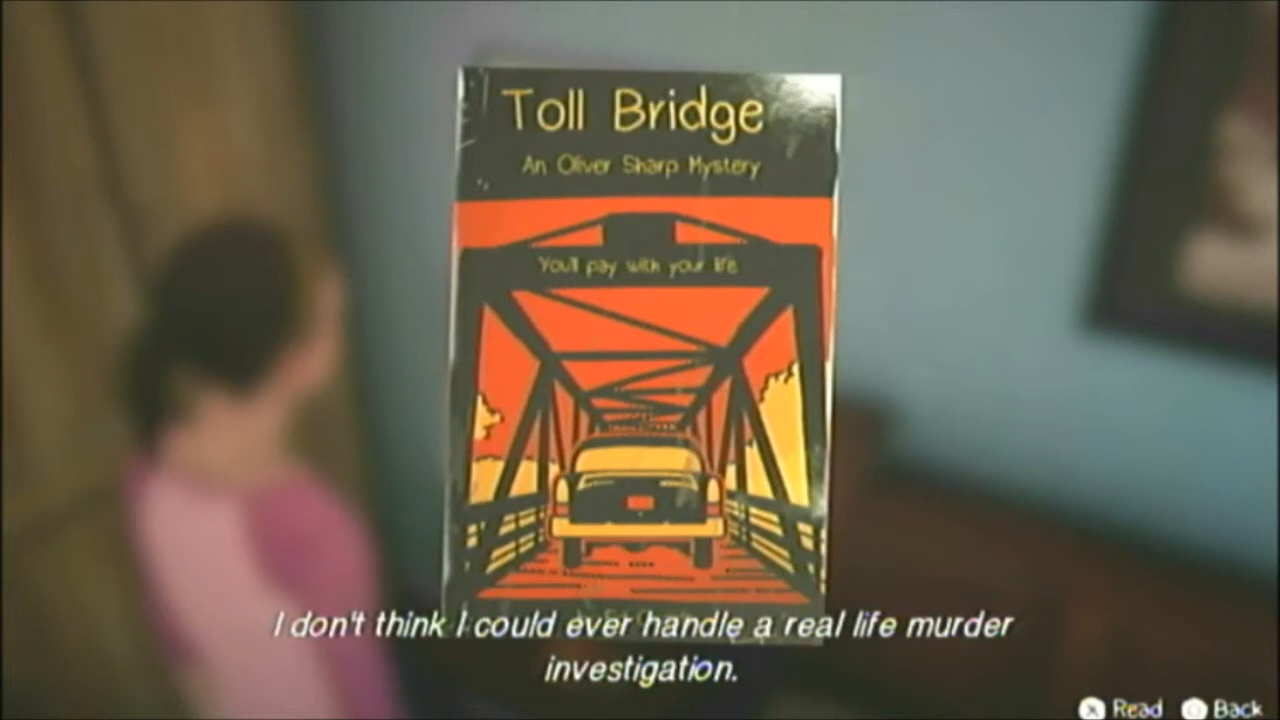 Toll Bridge
An Oliver Sharp Mystery
You'll pay with your life
I don't think I could ever handle a real life murder
investigation.
Read Back